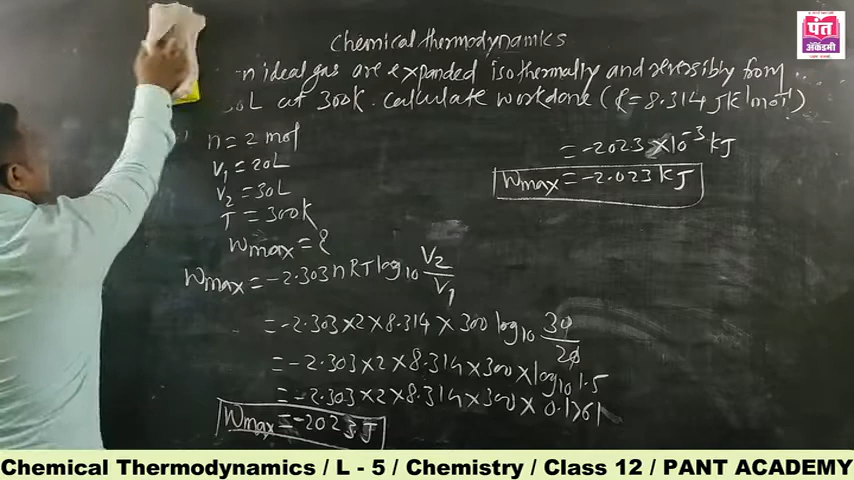 पंत
अकॅडमी
Chemical thermodynamics
n ideal gas are expanded isothermally and reversibly from
0L at 300K. calculate workdone (R=8.314 JK⁻¹mol⁻¹)
n = 2 mol
V₁ = 20L
V₂ = 30L
T = 300K
Wmax = ?
Wmax = -2.303 nRT log₁₀ V₂/V₁
= -2.303 × 2 × 8.314 × 300 log₁₀ 30/20
= -2.303 × 2 × 8.314 × 300 × log₁₀ 1.5
= -2.303 × 2 × 8.314 × 300 × 0.1761
Wmax = -2023 J
= -2023 × 10⁻³ kJ
Wmax = -2.023 kJ
Chemical Thermodynamics / L - 5 / Chemistry / Class 12 / PANT ACADEMY